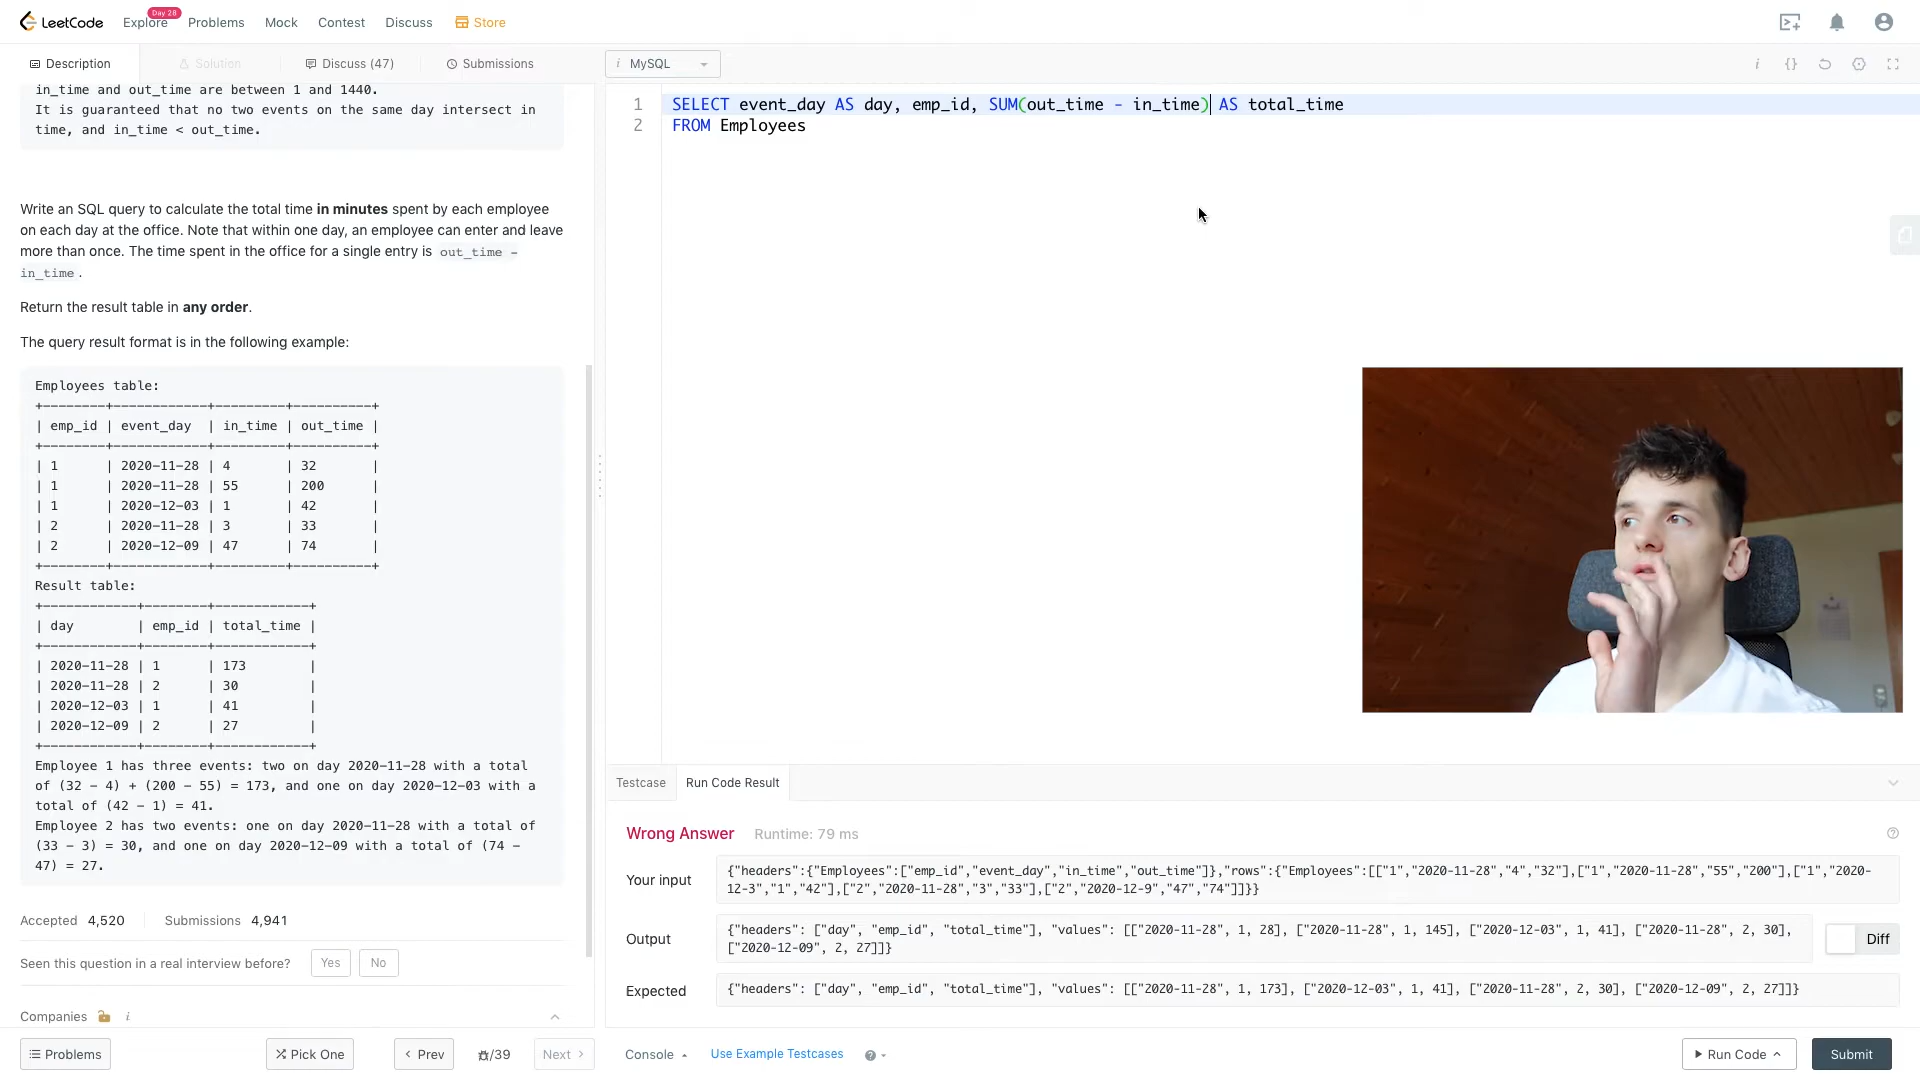 LeetCode
Explore
Day 28
Problems
Mock
Contest
Discuss
Store
Description
Solution
Discuss (47)
Submissions
i MySQL
i {}
in_time and out_time are between 1 and 1440.
It is guaranteed that no two events on the same day intersect in
time, and in_time < out_time.
Write an SQL query to calculate the total time in minutes spent by each employee
on each day at the office. Note that within one day, an employee can enter and leave
more than once. The time spent in the office for a single entry is out_time -
in_time .
Return the result table in any order.
The query result format is in the following example:
Employees table:
+--------+------------+---------+----------+
| emp_id | event_day  | in_time | out_time |
+--------+------------+---------+----------+
| 1      | 2020-11-28 | 4       | 32       |
| 1      | 2020-11-28 | 55      | 200      |
| 1      | 2020-12-03 | 1       | 42       |
| 2      | 2020-11-28 | 3       | 33       |
| 2      | 2020-12-09 | 47      | 74       |
+--------+------------+---------+----------+
Result table:
+------------+--------+------------+
| day        | emp_id | total_time |
+------------+--------+------------+
| 2020-11-28 | 1      | 173        |
| 2020-11-28 | 2      | 30         |
| 2020-12-03 | 1      | 41         |
| 2020-12-09 | 2      | 27         |
+------------+--------+------------+
Employee 1 has three events: two on day 2020-11-28 with a total
of (32 - 4) + (200 - 55) = 173, and one on day 2020-12-03 with a
total of (42 - 1) = 41.
Employee 2 has two events: one on day 2020-11-28 with a total of
(33 - 3) = 30, and one on day 2020-12-09 with a total of (74 -
47) = 27.
Accepted 4,520 Submissions 4,941
Seen this question in a real interview before? Yes No
Companies i
Problems
Pick One
Prev
/39
Next
1 SELECT event_day AS day, emp_id, SUM(out_time - in_time) AS total_time
2 FROM Employees
Testcase
Run Code Result
Wrong Answer Runtime: 79 ms
Your input
{"headers":{"Employees":["emp_id","event_day","in_time","out_time"]},"rows":{"Employees":[["1","2020-11-28","4","32"],["1","2020-11-28","55","200"],["1","2020-
12-3","1","42"],["2","2020-11-28","3","33"],["2","2020-12-9","47","74"]]}}
Output
{"headers": ["day", "emp_id", "total_time"], "values": [["2020-11-28", 1, 28], ["2020-11-28", 1, 145], ["2020-12-03", 1, 41], ["2020-11-28", 2, 30],
["2020-12-09", 2, 27]]}
Diff
Expected
{"headers": ["day", "emp_id", "total_time"], "values": [["2020-11-28", 1, 173], ["2020-12-03", 1, 41], ["2020-11-28", 2, 30], ["2020-12-09", 2, 27]]}
Console
Use Example Testcases
Run Code
Submit